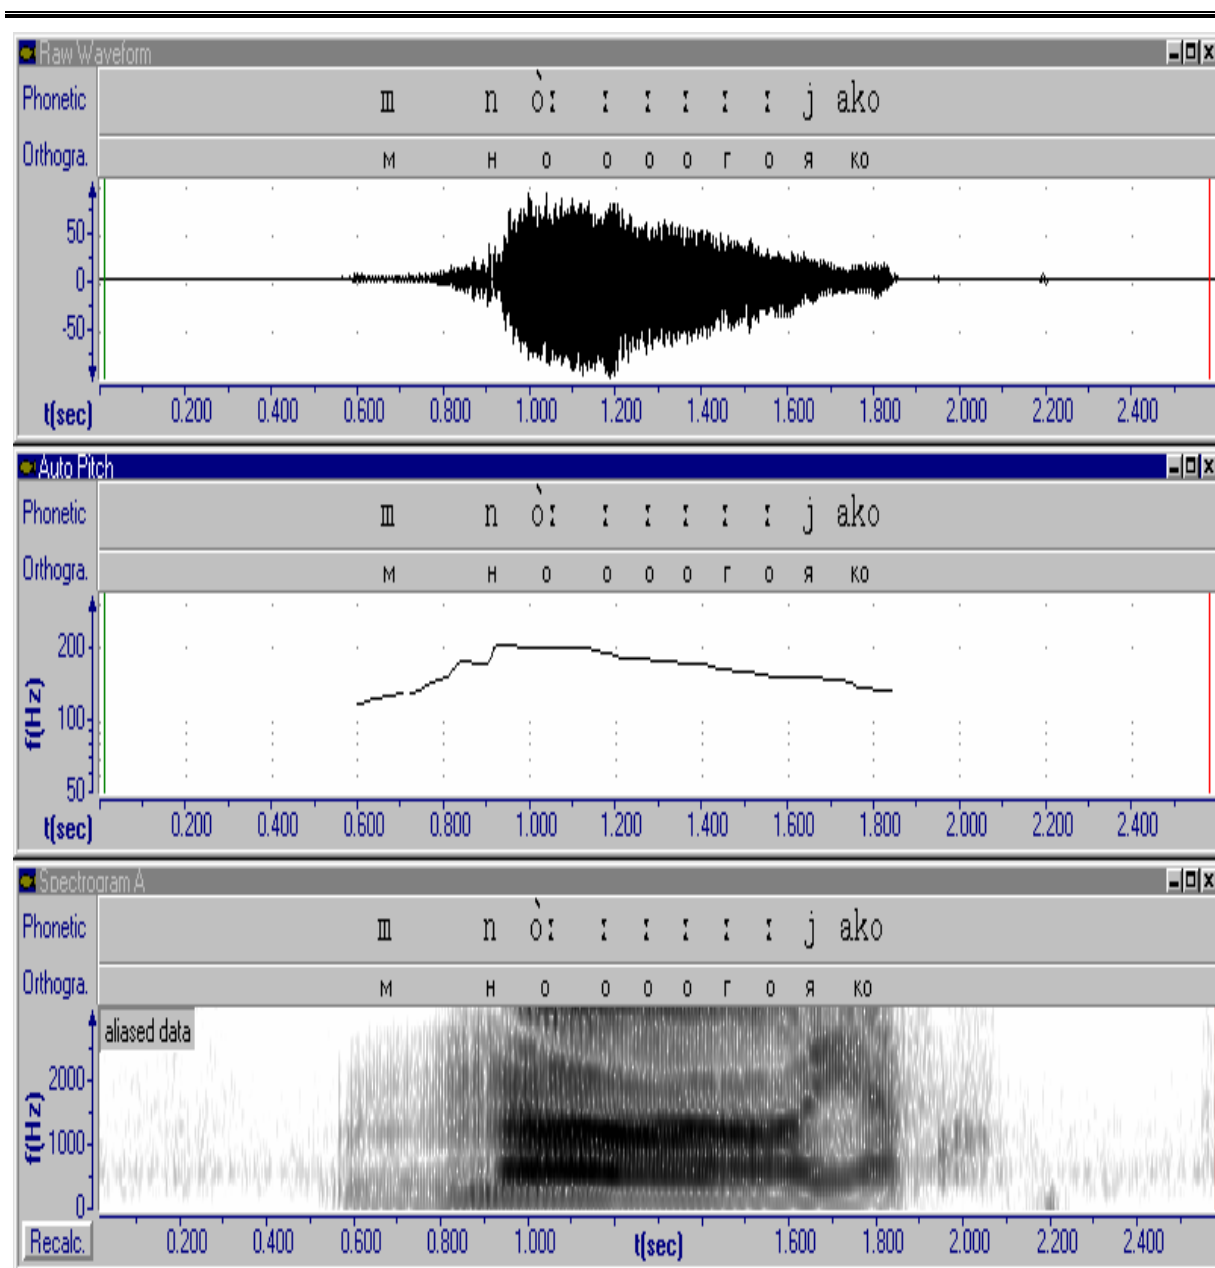 Raw Waveform
Phonetic m n ò: : : : : : j ako
Orthogra. м н о о о о г о я ко
50
0
-50
t(sec) 0.200 0.400 0.600 0.800 1.000 1.200 1.400 1.600 1.800 2.000 2.200 2.400
Auto Pitch
Phonetic m n ò: : : : : : j ako
Orthogra. м н о о о о г о я ко
200
f(Hz)
100
50
t(sec) 0.200 0.400 0.600 0.800 1.000 1.200 1.400 1.600 1.800 2.000 2.200 2.400
Spectrogram A
Phonetic m n ò: : : : : : j ako
Orthogra. м н о о о о г о я ко
aliased data
2000
f(Hz)
1000
0
Recalc. 0.200 0.400 0.600 0.800 1.000 t(sec) 1.600 1.800 2.000 2.200 2.400